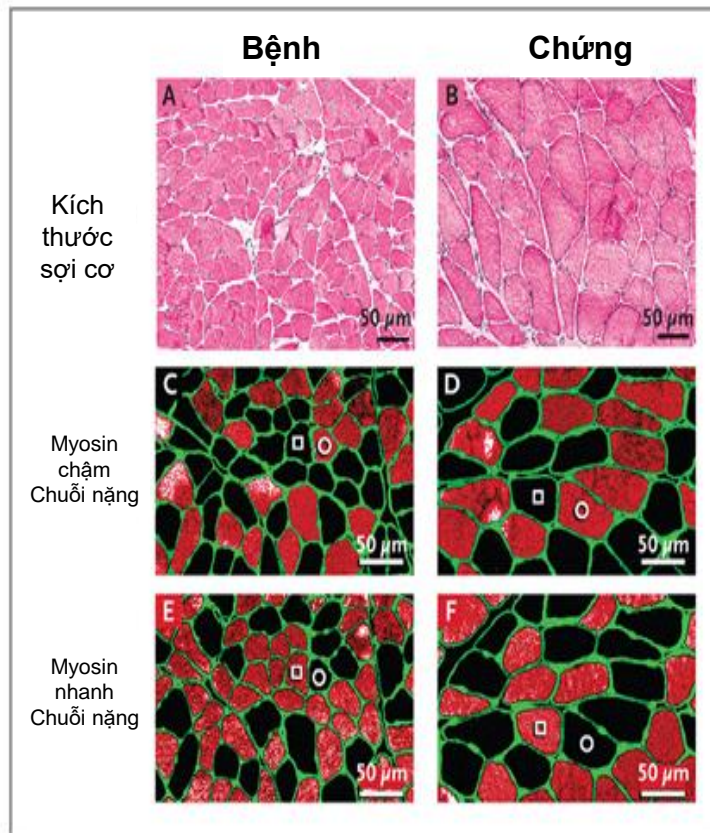 Bệnh
Chứng
Kích
thước
sợi cơ
A
50 µm
B
50 µm
Myosin
chậm
Chuỗi nặng
C
50 µm
D
50 µm
Myosin
nhanh
Chuỗi nặng
E
50 µm
F
50 µm